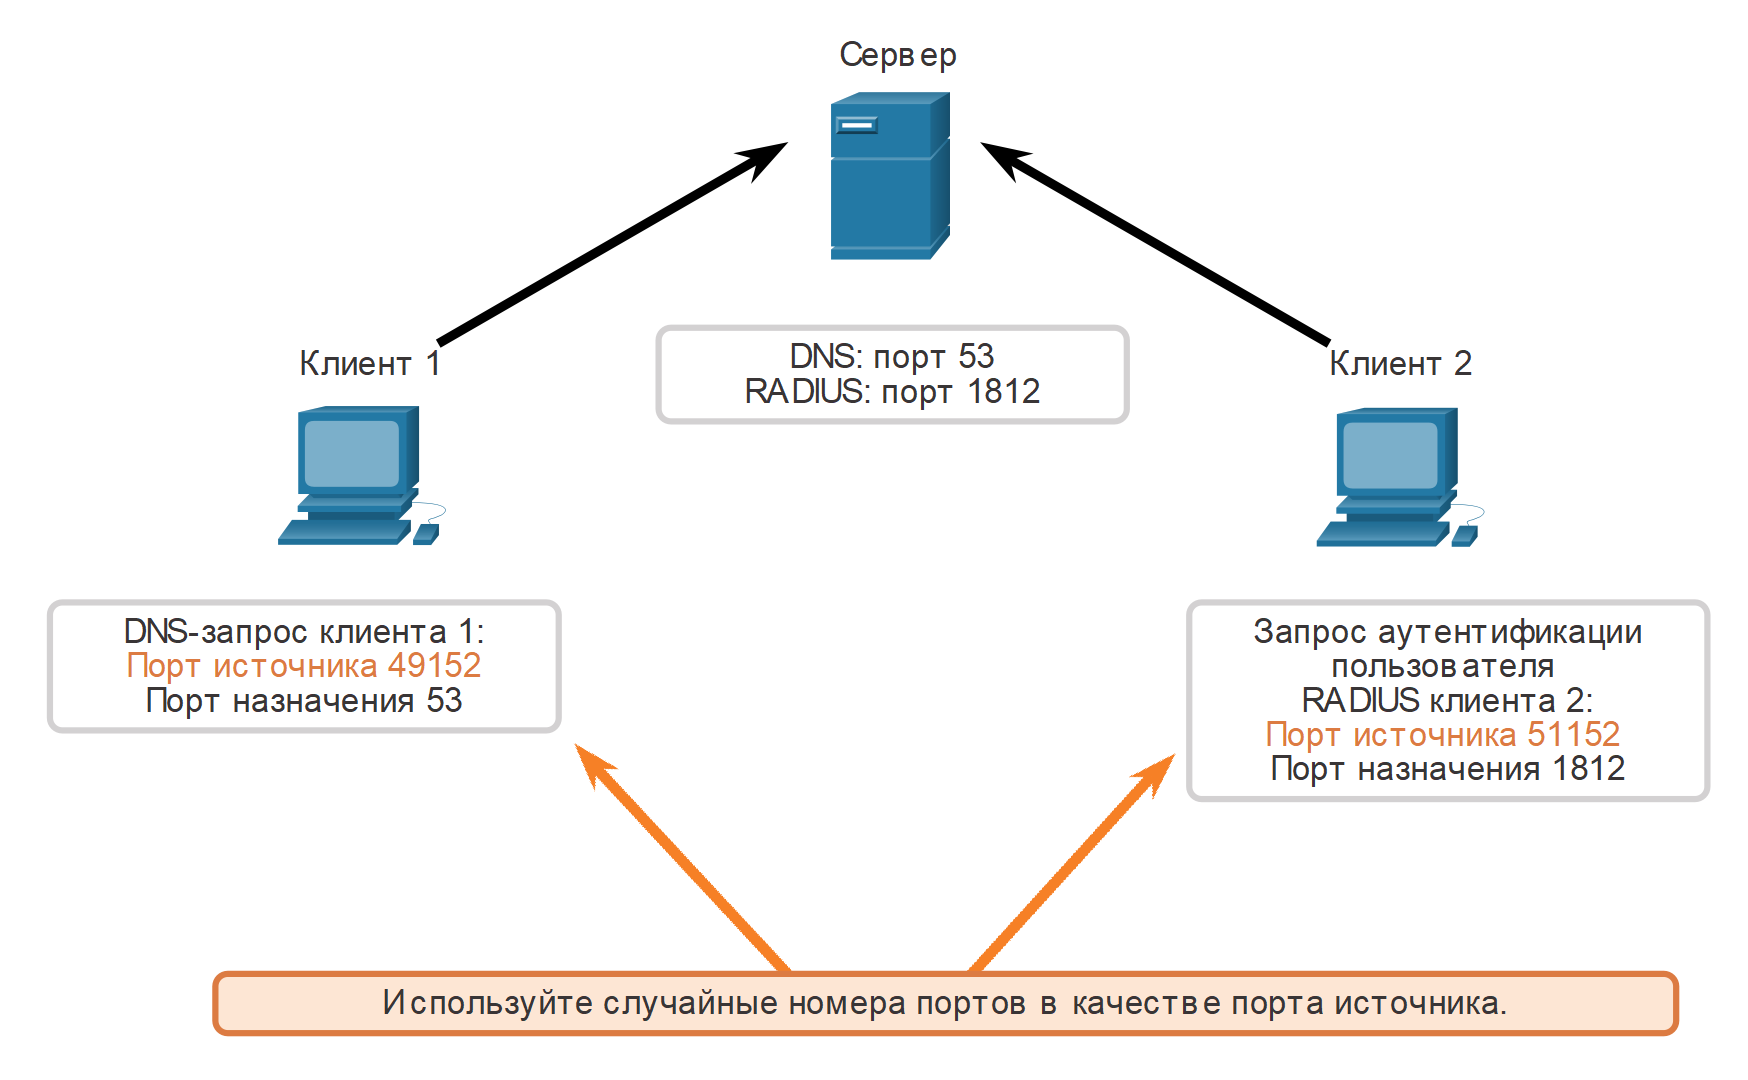 Сервер
Клиент 1
DNS: порт 53
RADIUS: порт 1812
Клиент 2
DNS-запрос клиента 1:
Порт источника 49152
Порт назначения 53
Запрос аутентификации
пользователя
RADIUS клиента 2:
Порт источника 51152
Порт назначения 1812
Используйте случайные номера портов в качестве порта источника.